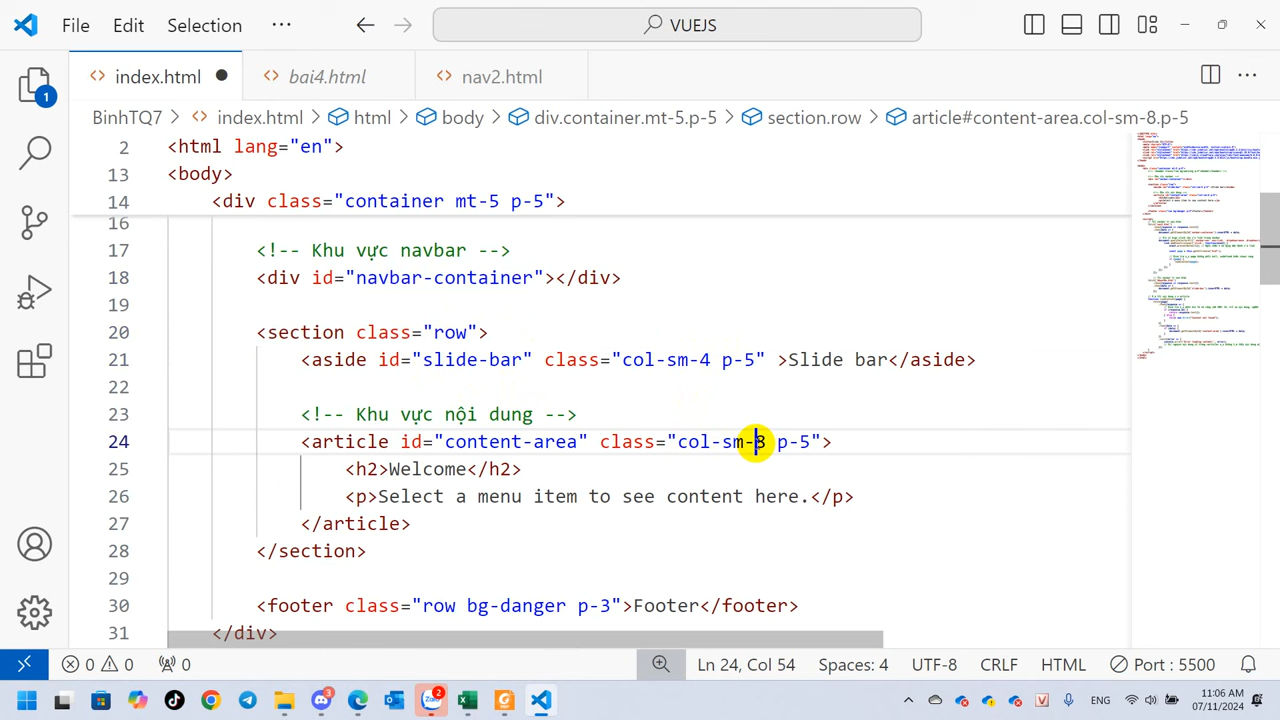 File Edit Selection ··· VUEJS
index.html bai4.html nav2.html
1
BinhTQ7 > index.html > html > body > div.container.mt-5.p-5 > section.row > article#content-area.col-sm-8.p-5
2 <html lang="en">
13 <body>
14 <div class="container mt-5 p-5">
16
17 <!-- Khu vực navbar -->
18 <div id="navbar-container"></div>
19
20 <section class="row">
21 <aside id="slide-bar" class="col-sm-4 p-5" >Slide bar</aside>
22
23 <!-- Khu vực nội dung -->
24 <article id="content-area" class="col-sm-8 p-5">
25 <h2>Welcome</h2>
26 <p>Select a menu item to see content here.</p>
27 </article>
28 </section>
29
30 <footer class="row bg-danger p-3">Footer</footer>
31 </div>
0 0 0 Ln 24, Col 54 Spaces: 4 UTF-8 CRLF HTML Port : 5500
3 2 ENG 11:06 AM
07/11/2024